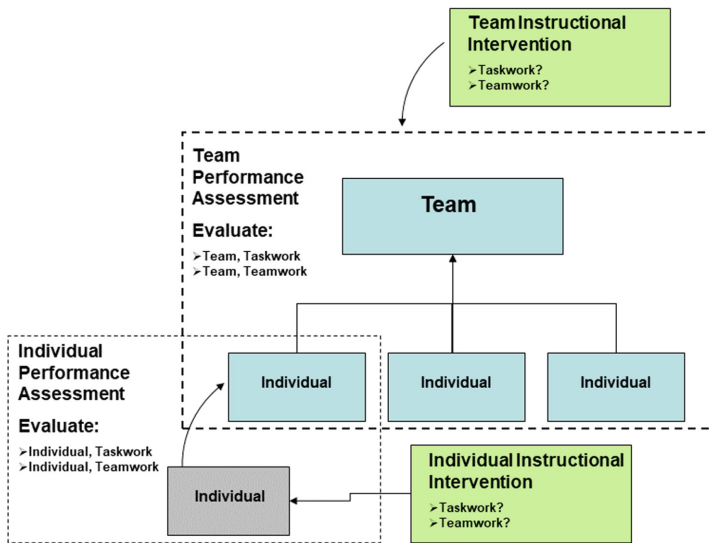 Team Instructional
Intervention
➢Taskwork?
➢Teamwork?
Team
Performance
Assessment
Evaluate:
➢Team, Taskwork
➢Team, Teamwork
Team
Individual
Individual
Individual
Individual
Performance
Assessment
Evaluate:
➢Individual, Taskwork
➢Individual, Teamwork
Individual
Individual Instructional
Intervention
➢Taskwork?
➢Teamwork?